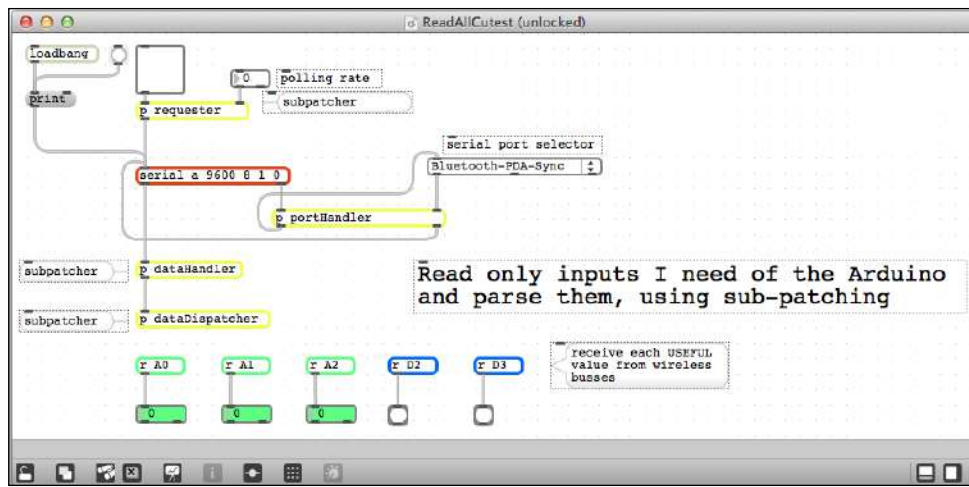 ReadAllCutest (unlocked)
loadbang
print
0
polling rate
subpatcher
p requester
serial port selector
Bluetooth-PDA-Sync
serial a 9600 8 1 0
p portHandler
subpatcher
p dataHandler
Read only inputs I need of the Arduino
and parse them, using sub-patching
subpatcher
p dataDispatcher
r A0
r A1
r A2
r D2
r D3
receive each USEFUL
value from wireless
busses
0
0
0